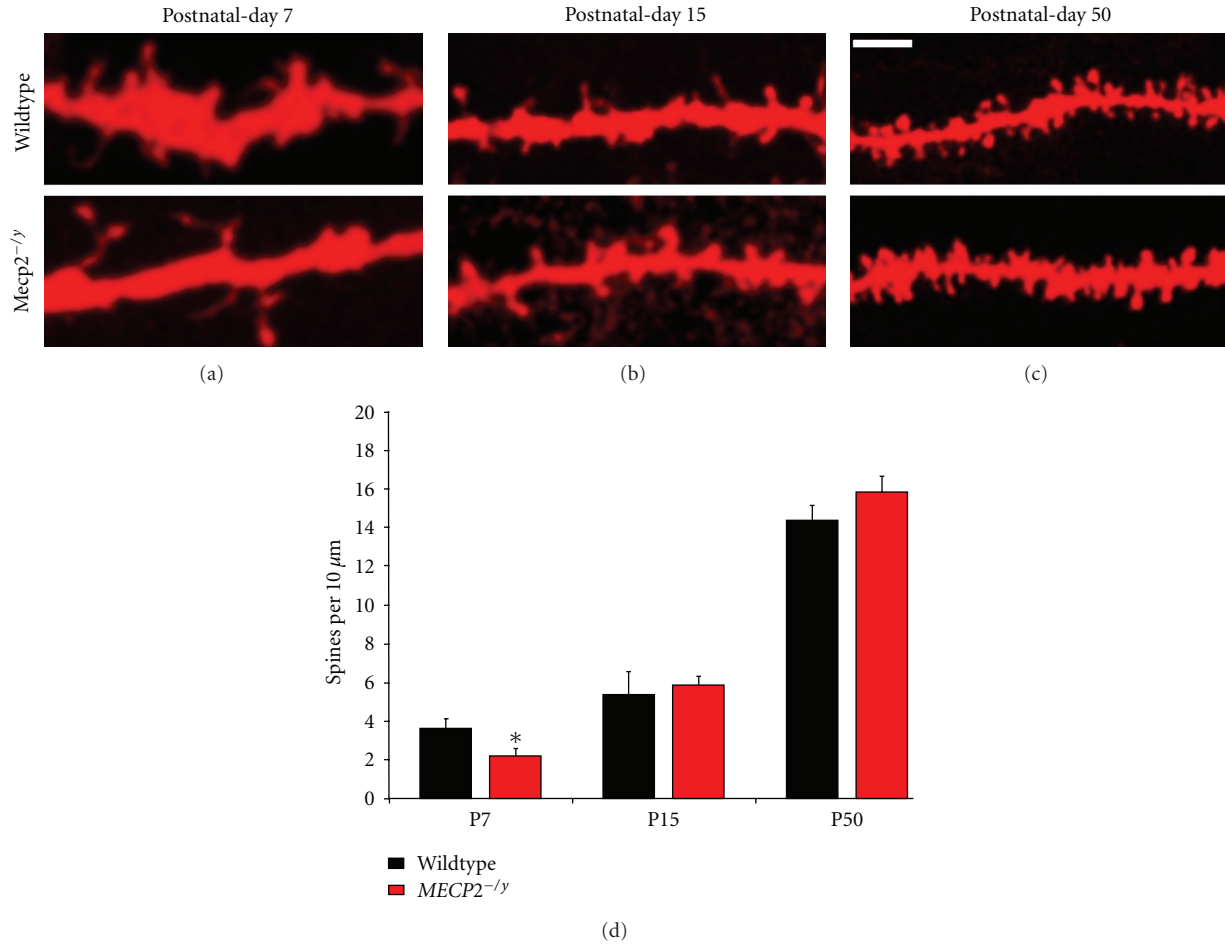 Postnatal-day 7
Postnatal-day 15
Postnatal-day 50
Wildtype
Mecp2−/y
(a)
(b)
(c)
20
18
16
14
12
10
8
6
4
2
0
Spines per 10 μm
*
P7
P15
P50
Wildtype
MECP2−/y
(d)